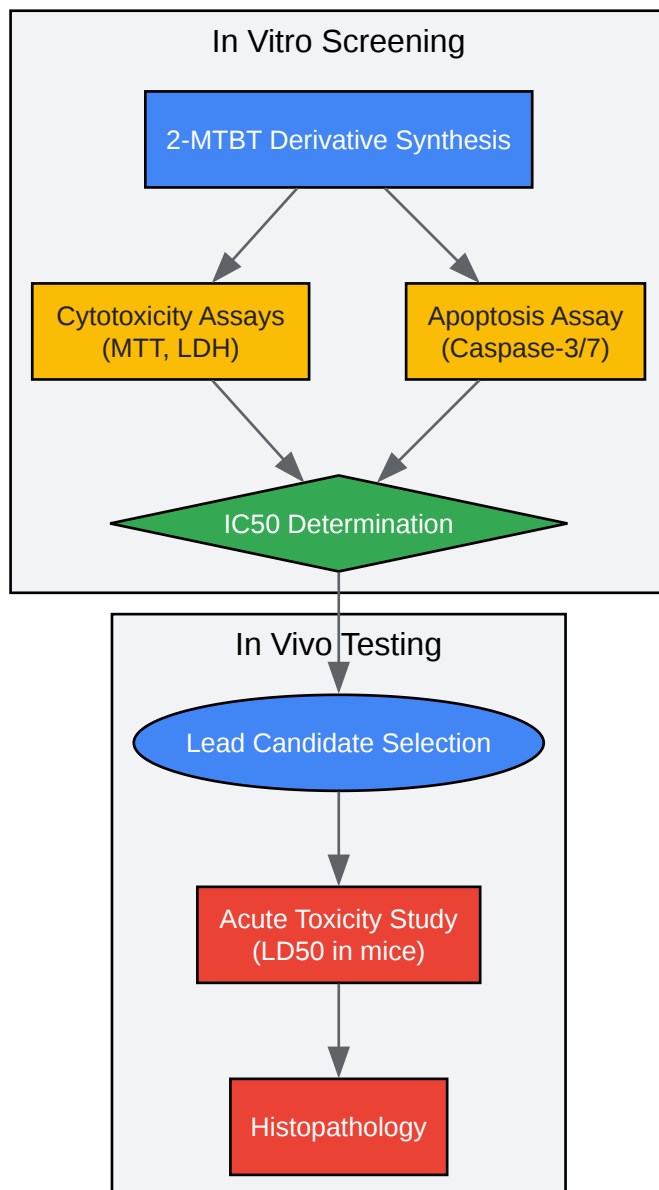 In Vitro Screening
2-MTBT Derivative Synthesis
Cytotoxicity Assays
(MTT, LDH)
Apoptosis Assay
(Caspase-3/7)
IC50 Determination
In Vivo Testing
Lead Candidate Selection
Acute Toxicity Study
(LD50 in mice)
Histopathology